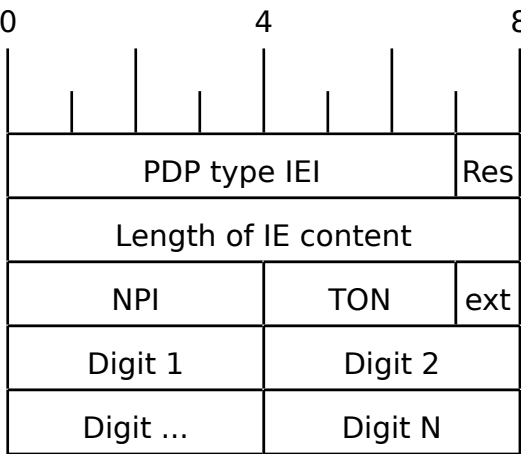 0 4 8
PDP type IEI Res
Length of IE content
NPI TON ext
Digit 1 Digit 2
Digit ... Digit N